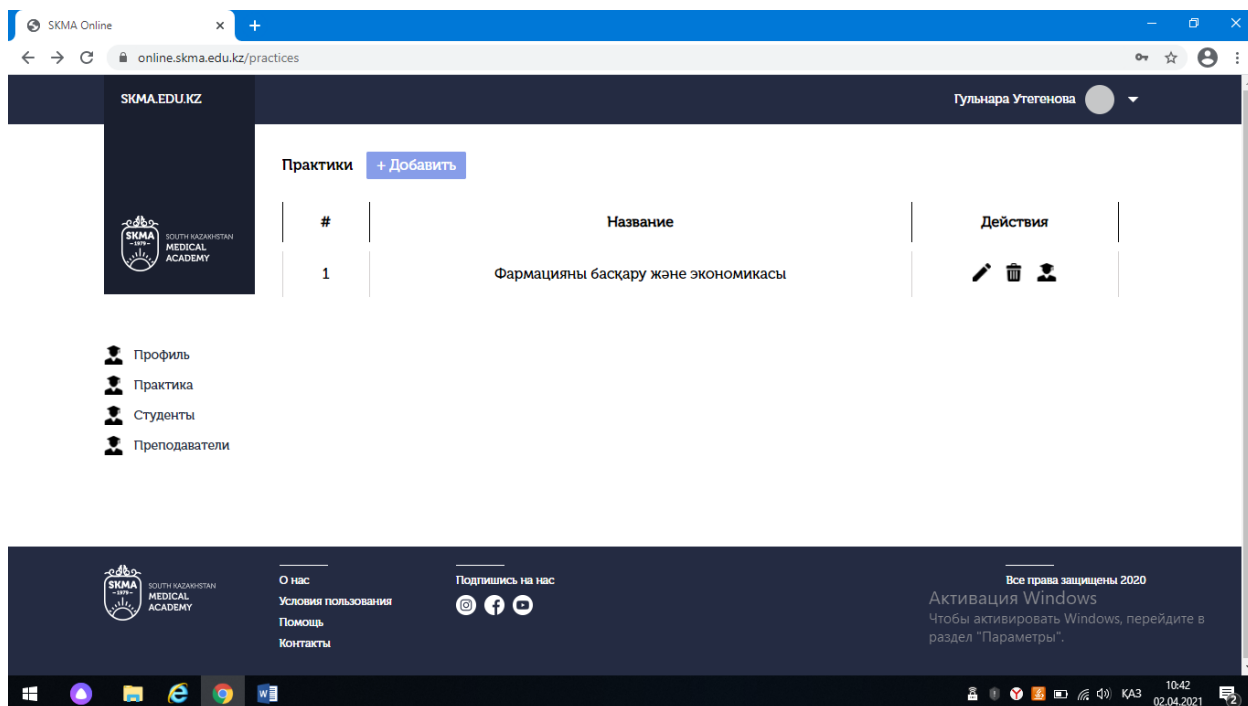 SKMA Online
online.skma.edu.kz/practices
SKMA.EDU.KZ
Гульнара Утегенова
Практики + Добавить
# Название Действия
1 Фармацияны басқару және экономикасы
SKMA
-1979-
SOUTH KAZAKHSTAN
MEDICAL
ACADEMY
Профиль
Практика
Студенты
Преподаватели
SKMA
-1979-
SOUTH KAZAKHSTAN
MEDICAL
ACADEMY
О нас
Условия пользования
Помощь
Контакты
Подпишись на нас
Все права защищены 2020
Активация Windows
Чтобы активировать Windows, перейдите в
раздел "Параметры".
ҚАЗ
10:42
02.04.2021
2